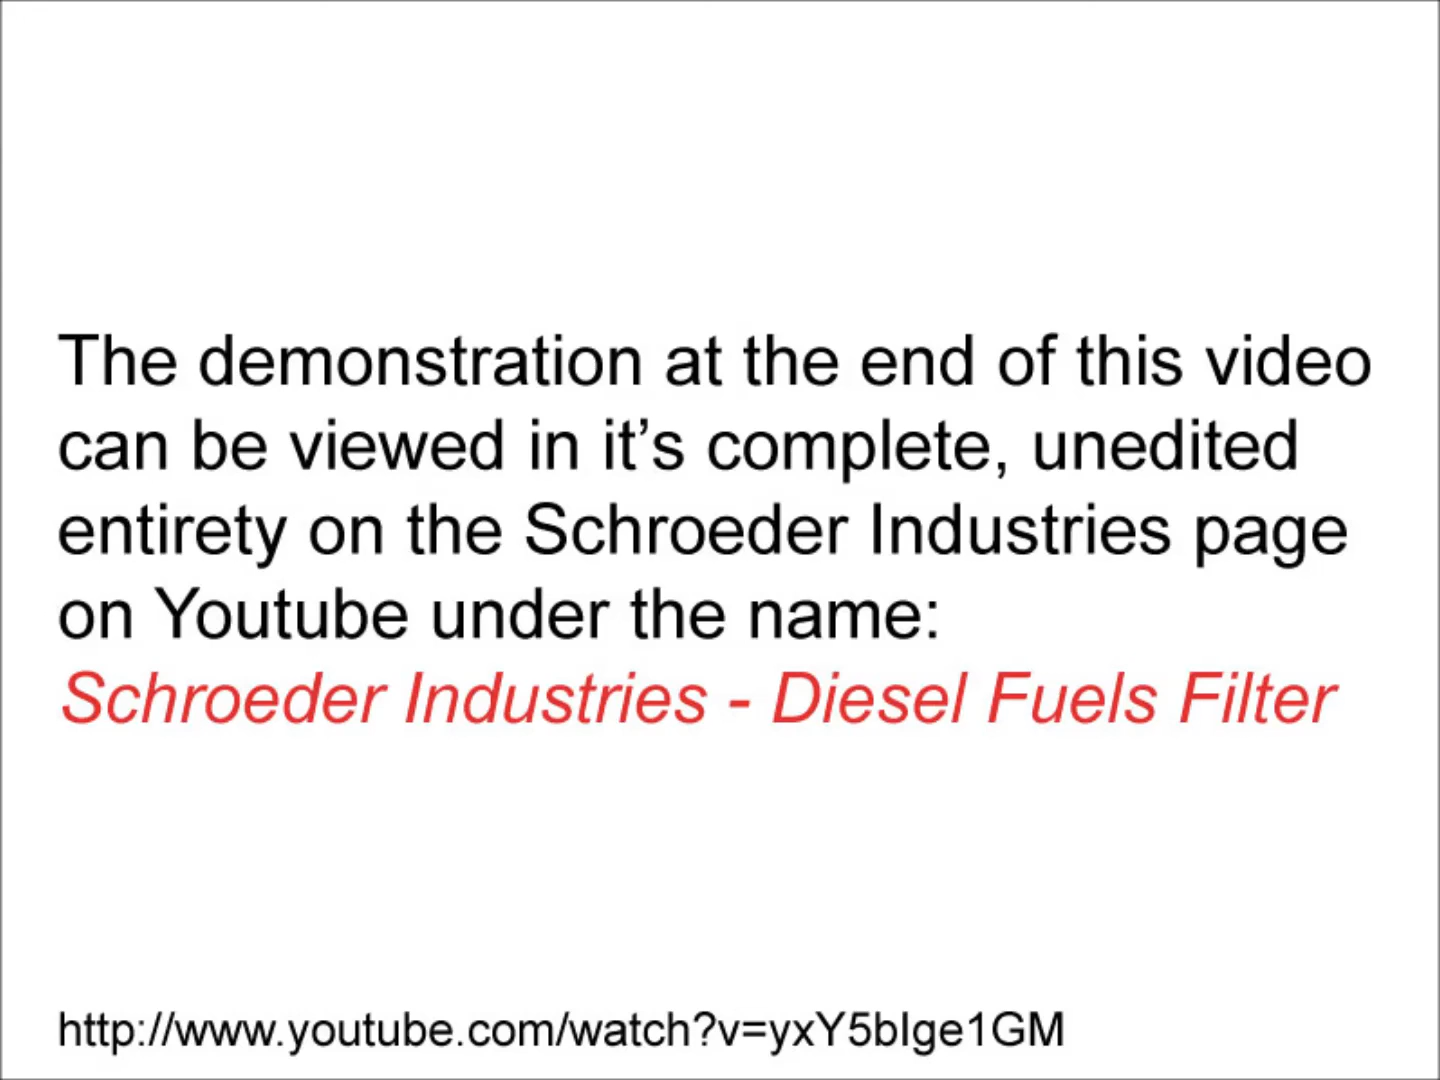 The demonstration at the end of this video
can be viewed in it’s complete, unedited
entirety on the Schroeder Industries page
on Youtube under the name:
Schroeder Industries - Diesel Fuels Filter
http://www.youtube.com/watch?v=yxY5bIge1GM